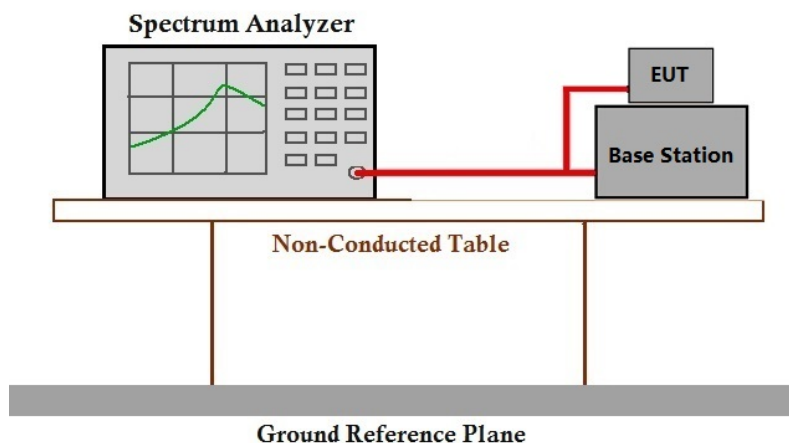 Spectrum Analyzer
EUT
Base Station
Non-Conducted Table
Ground Reference Plane